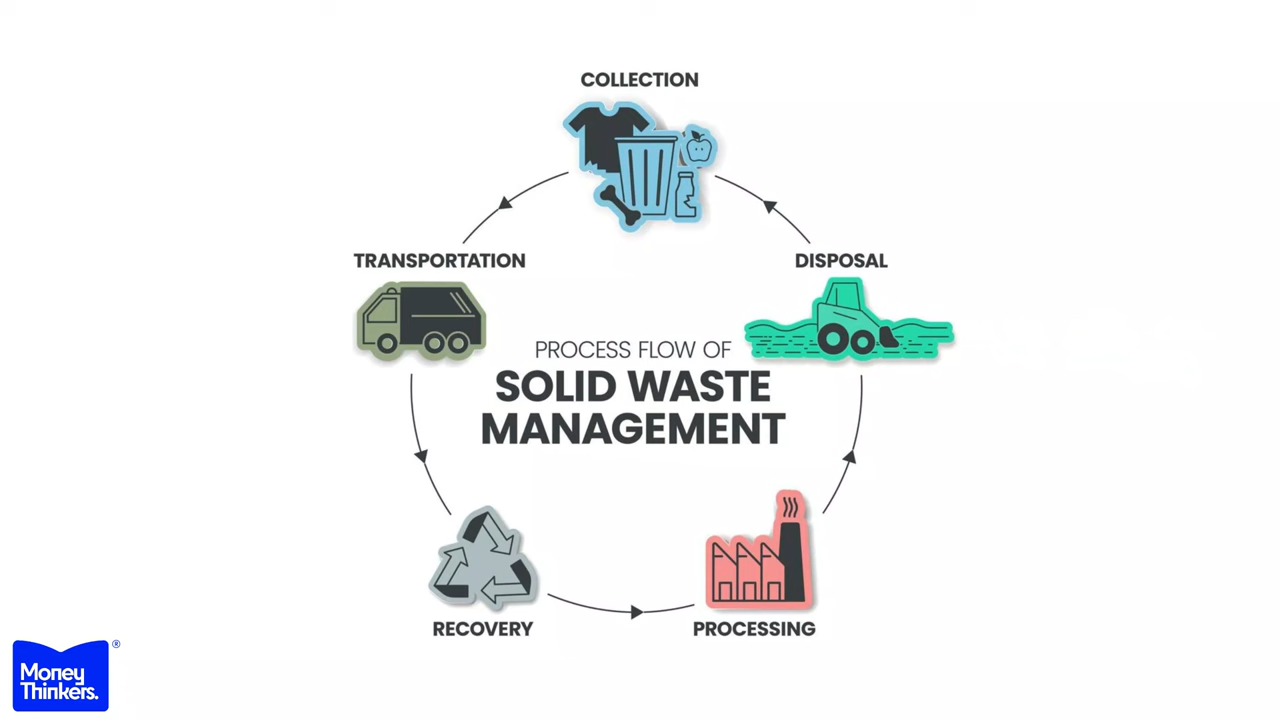 COLLECTION
TRANSPORTATION
DISPOSAL
PROCESS FLOW OF
SOLID WASTE
MANAGEMENT
RECOVERY
PROCESSING
Money
Thinkers.
®